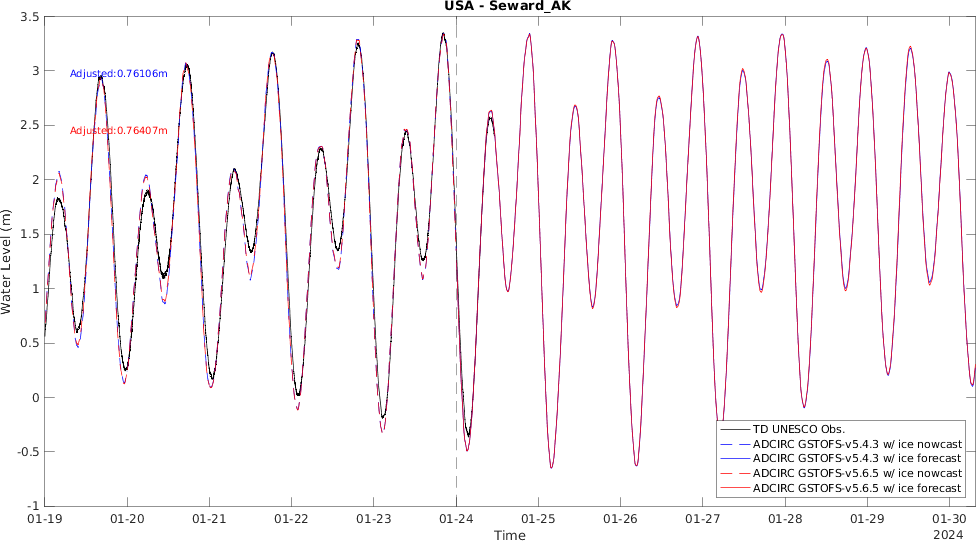 USA - Seward_AK
Water Level (m)
3.5
3
2.5
2
1.5
1
0.5
0
-0.5
-1
Adjusted:0.76106m
Adjusted:0.76407m
TD UNESCO Obs.
ADCIRC GSTOFS-v5.4.3 w/ ice nowcast
ADCIRC GSTOFS-v5.4.3 w/ ice forecast
ADCIRC GSTOFS-v5.6.5 w/ ice nowcast
ADCIRC GSTOFS-v5.6.5 w/ ice forecast
01-19 01-20 01-21 01-22 01-23 01-24 01-25 01-26 01-27 01-28 01-29 01-30
2024
Time